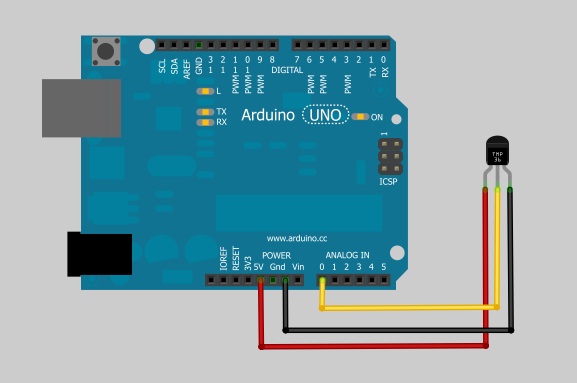 SCL
SDA
AREF
GND
13
12
PWM 11
PWM 10
PWM 9
8
7
PWM 6
PWM 5
4
PWM 3
2
TX 1
RX 0
DIGITAL
L
TX
RX
Arduino UNO
ON
1
ICSP
TMP
36
www.arduino.cc
POWER
ANALOG IN
IOREF
RESET
3V3
5V Gnd Vin
0 1 2 3 4 5